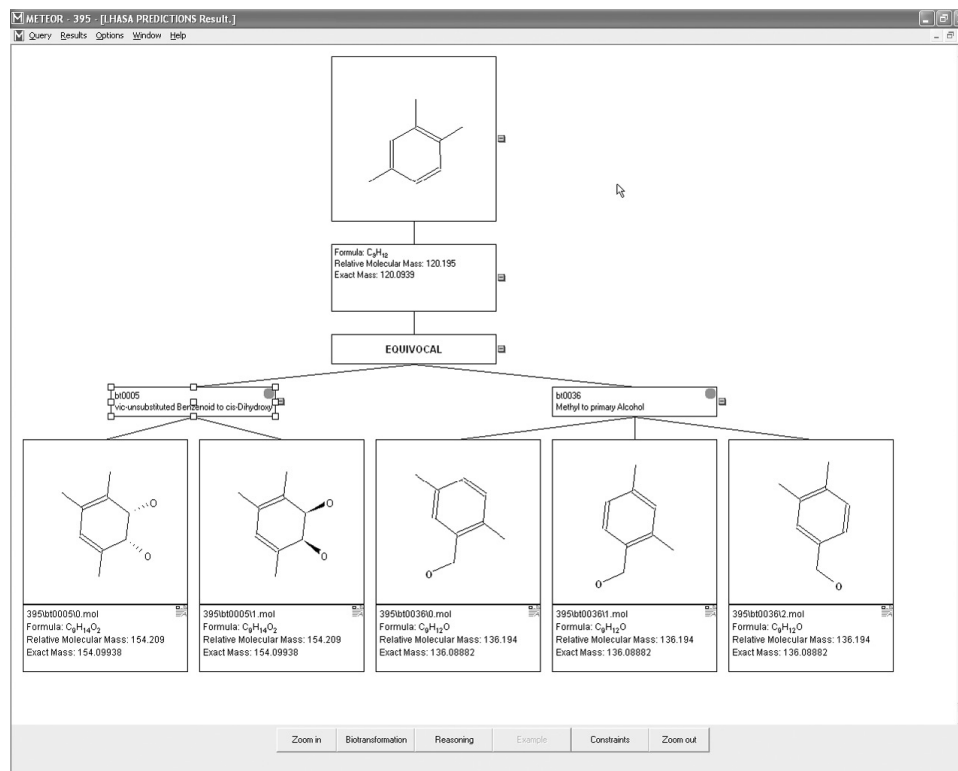 METEOR - 395 - [LHASA PREDICTIONS Result.]
Query Results Options Window Help
Formula: C₉H₁₂
Relative Molecular Mass: 120.195
Exact Mass: 120.0939
EQUIVOCAL
bt0005
vic-unsubstituted Benzenoid to cis-Dihydroxy
bt0036
Methyl to primary Alcohol
O
O
O
O
O
O
O
395\bt0005\0.mol
Formula: C₉H₁₄O₂
Relative Molecular Mass: 154.209
Exact Mass: 154.09938
395\bt0005\1.mol
Formula: C₉H₁₄O₂
Relative Molecular Mass: 154.209
Exact Mass: 154.09938
395\bt0036\0.mol
Formula: C₉H₁₂O
Relative Molecular Mass: 136.194
Exact Mass: 136.08882
395\bt0036\1.mol
Formula: C₉H₁₂O
Relative Molecular Mass: 136.194
Exact Mass: 136.08882
395\bt0036\2.mol
Formula: C₉H₁₂O
Relative Molecular Mass: 136.194
Exact Mass: 136.08882
Zoom in Biotransformation Reasoning Example Constraints Zoom out